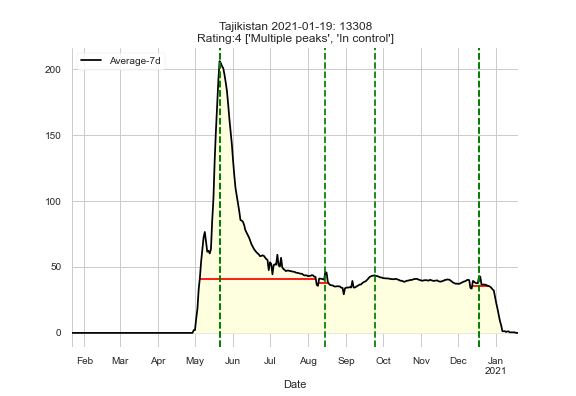 Tajikistan 2021-01-19: 13308
Rating:4 ['Multiple peaks', 'In control']
Average-7d
200
150
100
50
0
Feb Mar Apr May Jun Jul Aug Sep Oct Nov Dec Jan
2021
Date